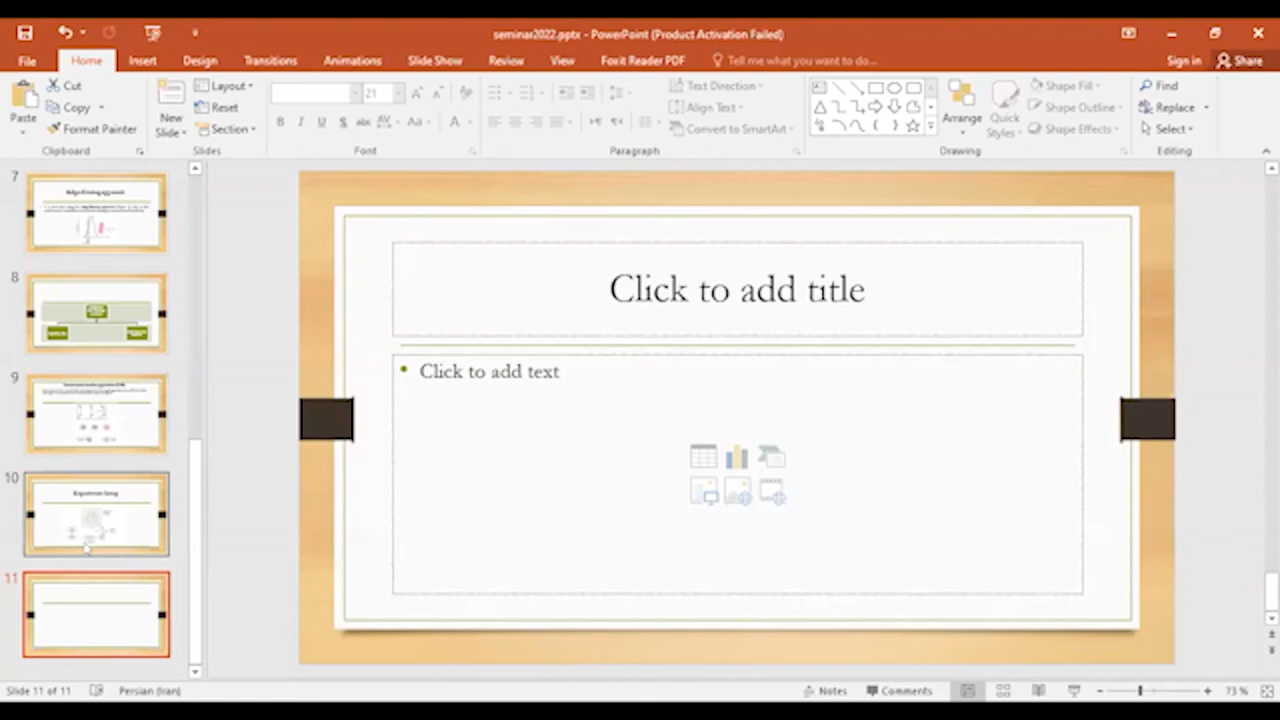 seminar2022.pptx - PowerPoint (Product Activation Failed)
File Home Insert Design Transitions Animations Slide Show Review View Foxit Reader PDF Tell me what you want to do... Sign in Share
Paste
Cut
Copy
Format Painter
Clipboard
New Slide
Layout
Reset
Section
Slides
21
B I U S abc AV Aa A
Font
Text Direction
Align Text
Convert to SmartArt
Paragraph
Arrange
Quick Styles
Shape Fill
Shape Outline
Shape Effects
Drawing
Find
Replace
Select
Editing
7
8
9
10
11
Click to add title
Click to add text
Slide 11 of 11 Persian (Iran) Notes Comments 73 %